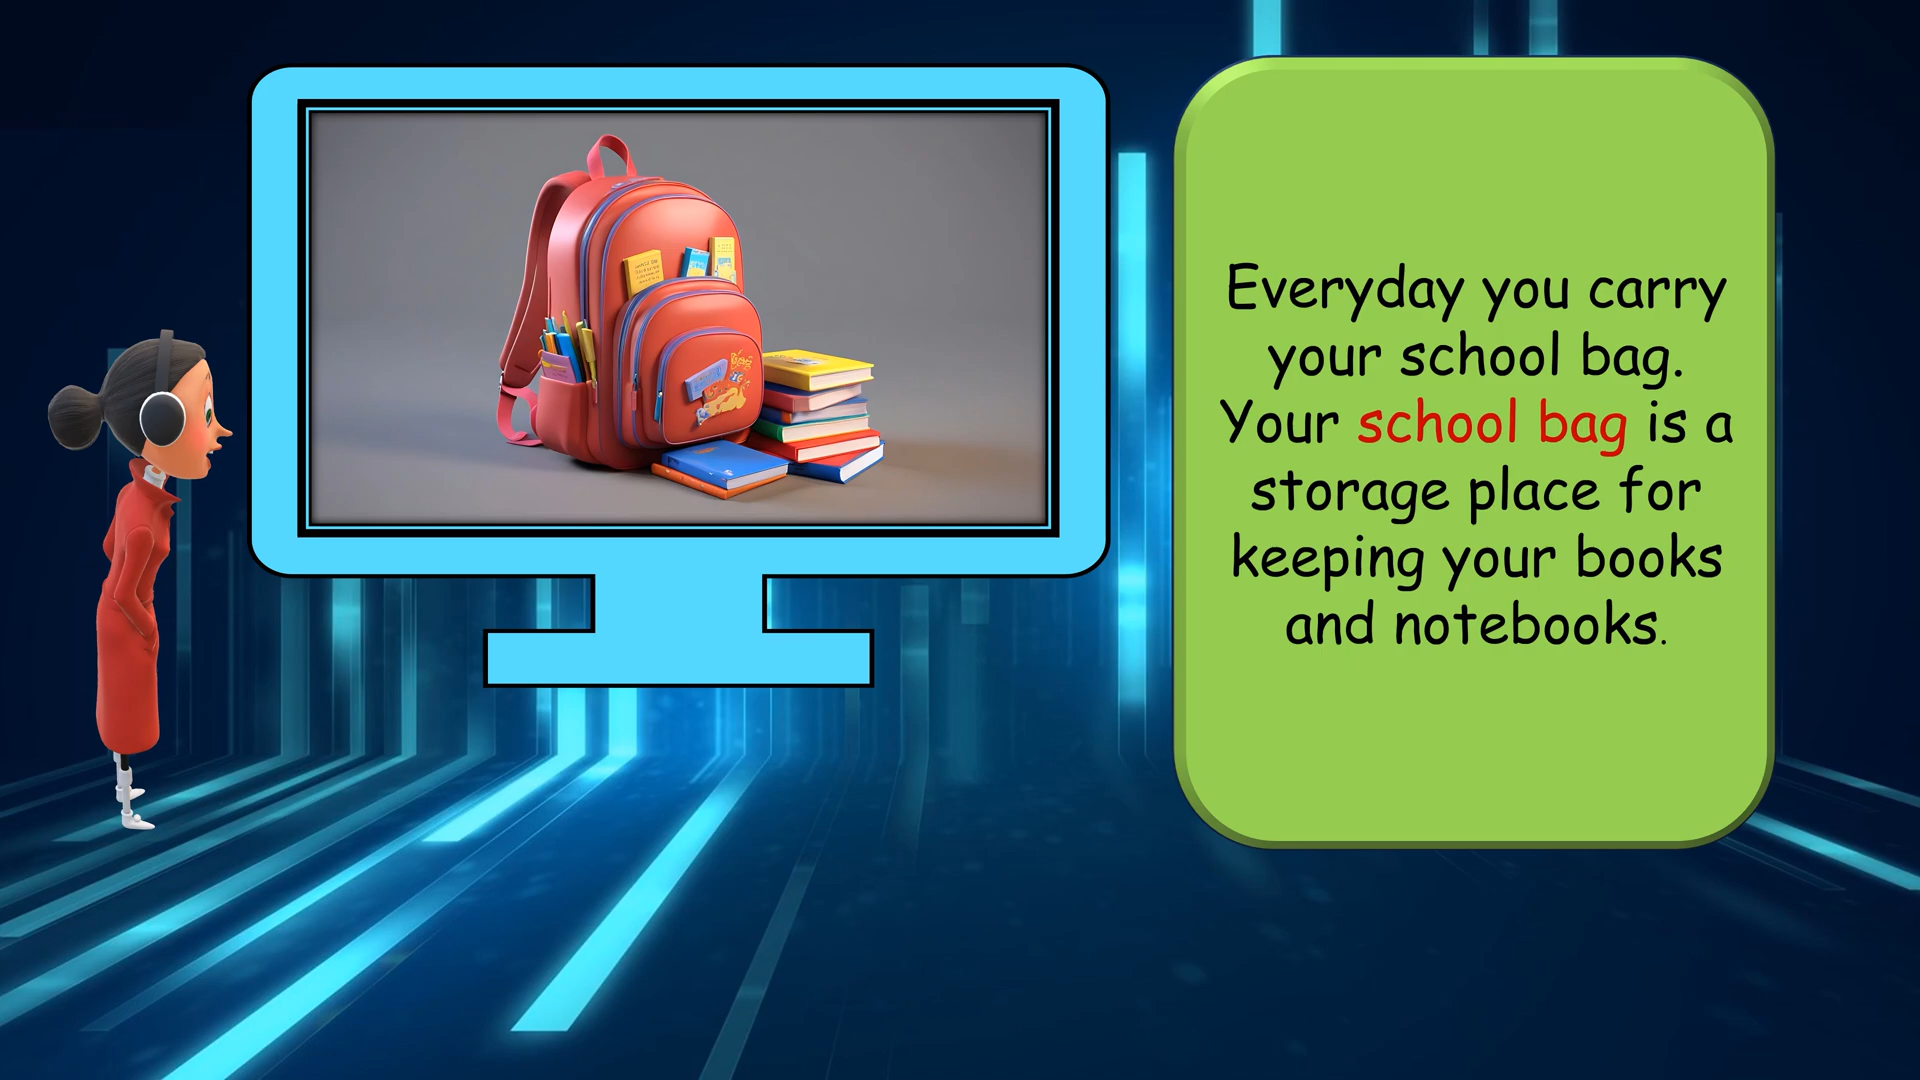 Everyday you carry
your school bag.
Your school bag is a
storage place for
keeping your books
and notebooks.